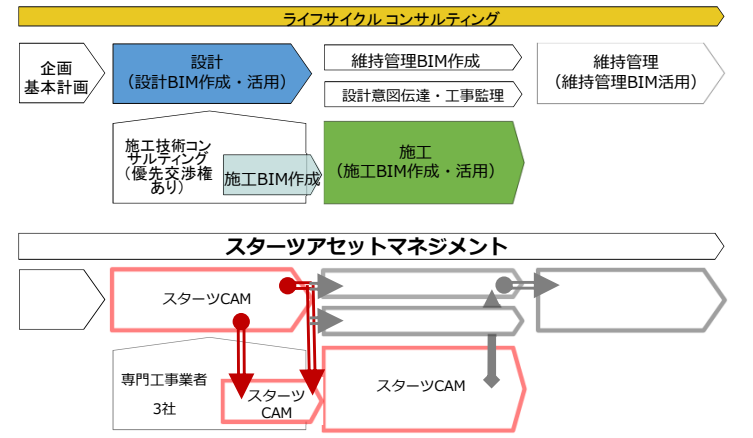 ライフサイクル コンサルティング
企画
基本計画
設計
（設計BIM作成・活用）
維持管理BIM作成
設計意図伝達・工事監理
維持管理
（維持管理BIM活用）
施工技術コン
サルティング
（優先交渉権
あり）
施工BIM作成
施工
（施工BIM作成・活用）
スターツアセットマネジメント
スターツCAM
専門工事業者
3社
スターツ
CAM
スターツCAM